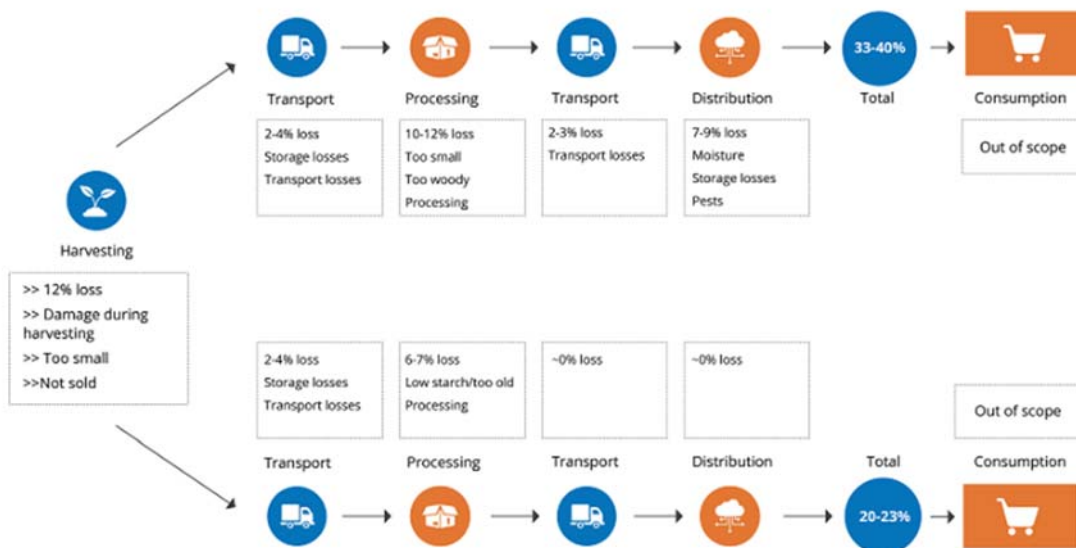 33-40%
Transport
Processing
Transport
Distribution
Total
Consumption
2-4% loss
Storage losses
Transport losses
10-12% loss
Too small
Too woody
Processing
2-3% loss
Transport losses
7-9% loss
Moisture
Storage losses
Pests
Out of scope
Harvesting
>> 12% loss
>> Damage during
harvesting
>> Too small
>>Not sold
2-4% loss
Storage losses
Transport losses
6-7% loss
Low starch/too old
Processing
~0% loss
~0% loss
Out of scope
Transport
Processing
Transport
Distribution
Total
Consumption
20-23%